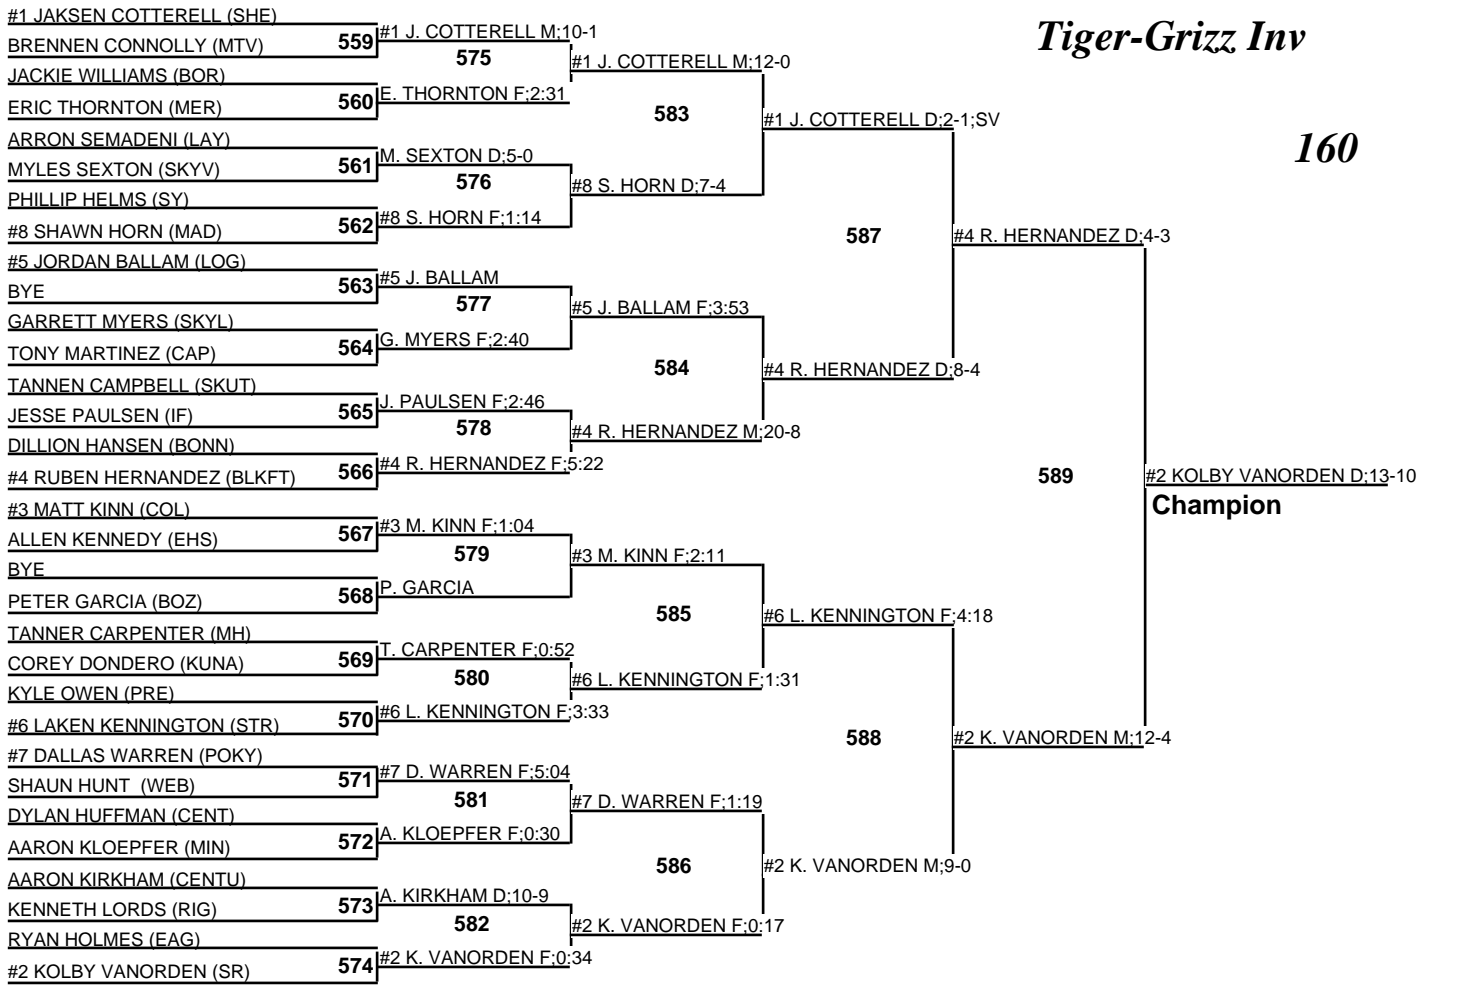 #1 JAKSEN COTTERELL (SHE)
Tiger-Grizz Inv
#1 J. COTTERELL M;10-1
559
BRENNEN CONNOLLY (MTV)
575
#1 J. COTTERELL M;12-0
JACKIE WILLIAMS (BOR)
E. THORNTON F;2:31
560
ERIC THORNTON (MER)
583
#1 J. COTTERELL D;2-1;SV
ARRON SEMADENI (LAY)
160
M. SEXTON D;5-0
561
MYLES SEXTON (SKYV)
576
#8 S. HORN D;7-4
PHILLIP HELMS (SY)
#8 S. HORN F;1:14
562
#8 SHAWN HORN (MAD)
587
#4 R. HERNANDEZ D;4-3
#5 JORDAN BALLAM (LOG)
#5 J. BALLAM
563
BYE
577
#5 J. BALLAM F;3:53
GARRETT MYERS (SKYL)
G. MYERS F;2:40
564
TONY MARTINEZ (CAP)
584
#4 R. HERNANDEZ D;8-4
TANNEN CAMPBELL (SKUT)
J. PAULSEN F;2:46
565
JESSE PAULSEN (IF)
578
#4 R. HERNANDEZ M;20-8
DILLION HANSEN (BONN)
#4 R. HERNANDEZ F;5:22
566
#4 RUBEN HERNANDEZ (BLKFT)
589
#2 KOLBY VANORDEN D;13-10
Champion
#3 MATT KINN (COL)
#3 M. KINN F;1:04
567
ALLEN KENNEDY (EHS)
579
#3 M. KINN F;2:11
BYE
P. GARCIA
568
PETER GARCIA (BOZ)
585
#6 L. KENNINGTON F;4:18
TANNER CARPENTER (MH)
T. CARPENTER F;0:52
569
COREY DONDERO (KUNA)
580
#6 L. KENNINGTON F;1:31
KYLE OWEN (PRE)
#6 L. KENNINGTON F;3:33
570
#6 LAKEN KENNINGTON (STR)
588
#2 K. VANORDEN M;12-4
#7 DALLAS WARREN (POKY)
#7 D. WARREN F;5:04
571
SHAUN HUNT (WEB)
581
#7 D. WARREN F;1:19
DYLAN HUFFMAN (CENT)
A. KLOEPFER F;0:30
572
AARON KLOEPFER (MIN)
586
#2 K. VANORDEN M;9-0
AARON KIRKHAM (CENTU)
A. KIRKHAM D;10-9
573
KENNETH LORDS (RIG)
582
#2 K. VANORDEN F;0:17
RYAN HOLMES (EAG)
#2 K. VANORDEN F;0:34
574
#2 KOLBY VANORDEN (SR)